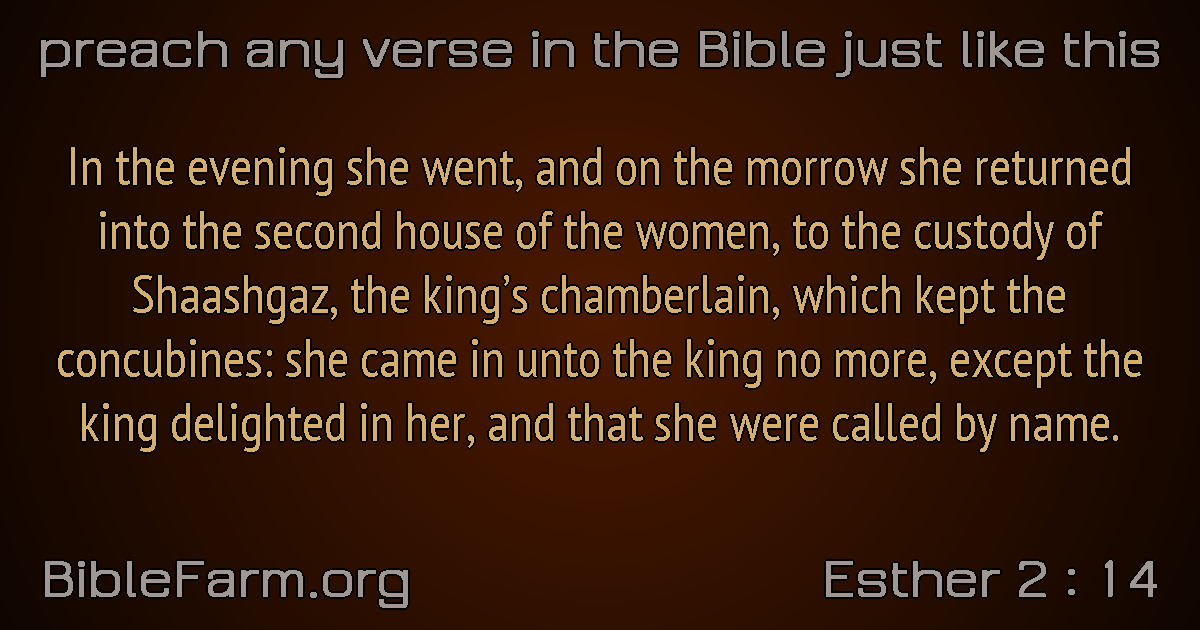 preach any verse in the Bible just like this
In the evening she went, and on the morrow she returned
into the second house of the women, to the custody of
Shaashgaz, the king’s chamberlain, which kept the
concubines: she came in unto the king no more, except the
king delighted in her, and that she were called by name.
BibleFarm.org
Esther 2 : 14